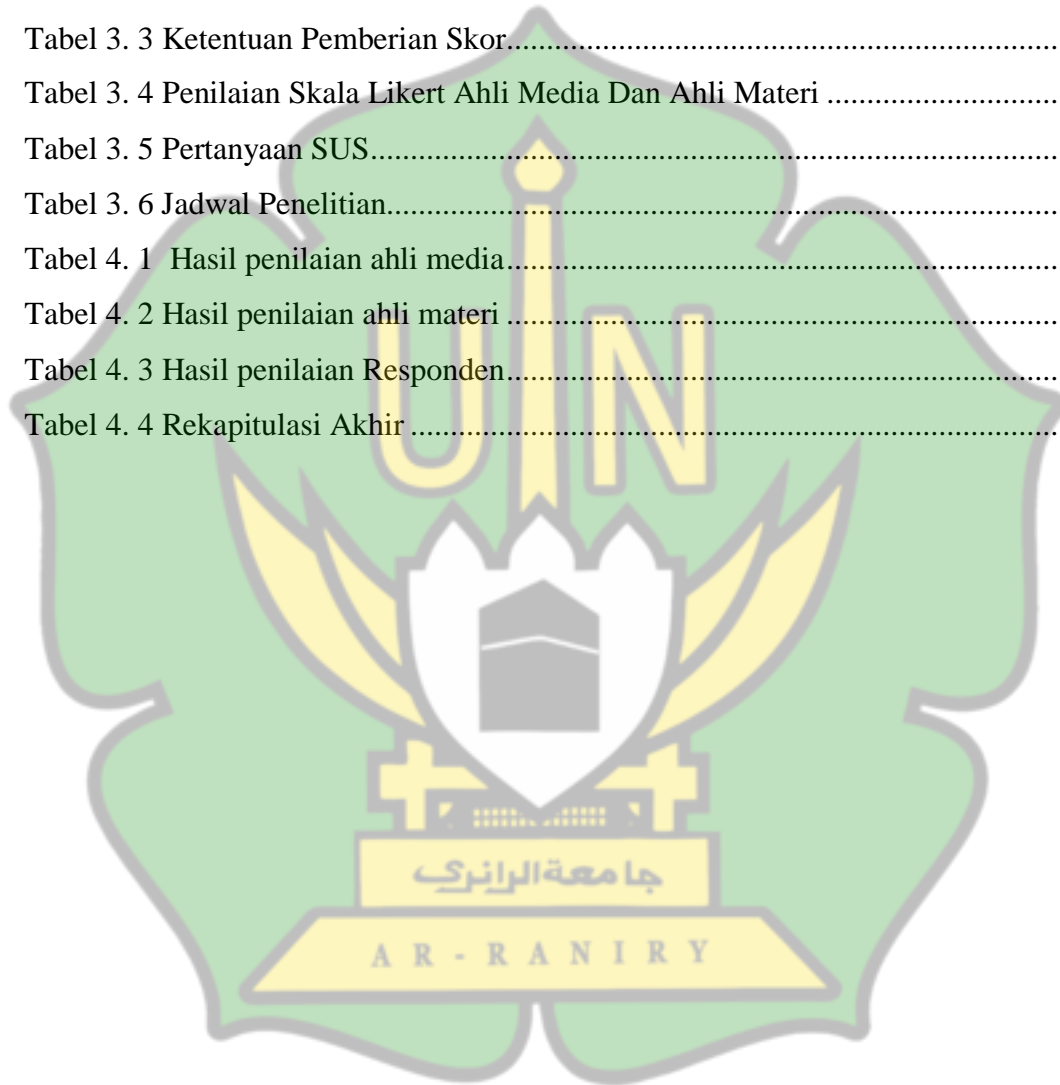 Tabel 3. 3 Ketentuan Pemberian Skor..........................................................
Tabel 3. 4 Penilaian Skala Likert Ahli Media Dan Ahli Materi ........................
Tabel 3. 5 Pertanyaan SUS..........................................................................
Tabel 3. 6 Jadwal Penelitian........................................................................
Tabel 4. 1  Hasil penilaian ahli media..........................................................
Tabel 4. 2 Hasil penilaian ahli materi ..........................................................
Tabel 4. 3 Hasil penilaian Responden..........................................................
Tabel 4. 4 Rekapitulasi Akhir .....................................................................
UIN
جامعةالرانرك
AR-RANIRY